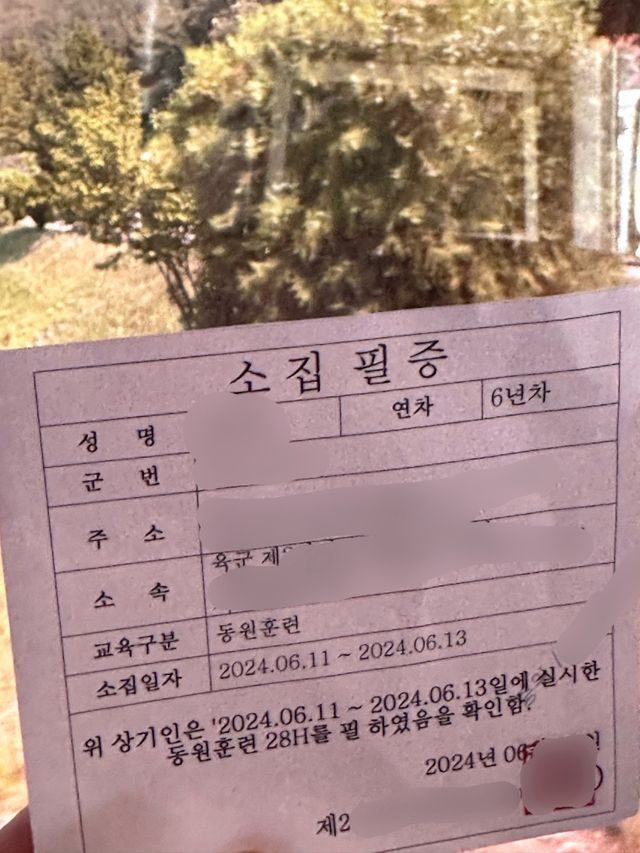 소집 필증
성 명 연차 6년차
군 번
주 소
소 속 육군 제
교육구분 동원훈련
소집일자 2024.06.11 ~ 2024.06.13
위 상기인은 '2024.06.11 ~ 2024.06.13일에 실시한
동원훈련 28H를 필 하였음을 확인함.
2024년 06
제2